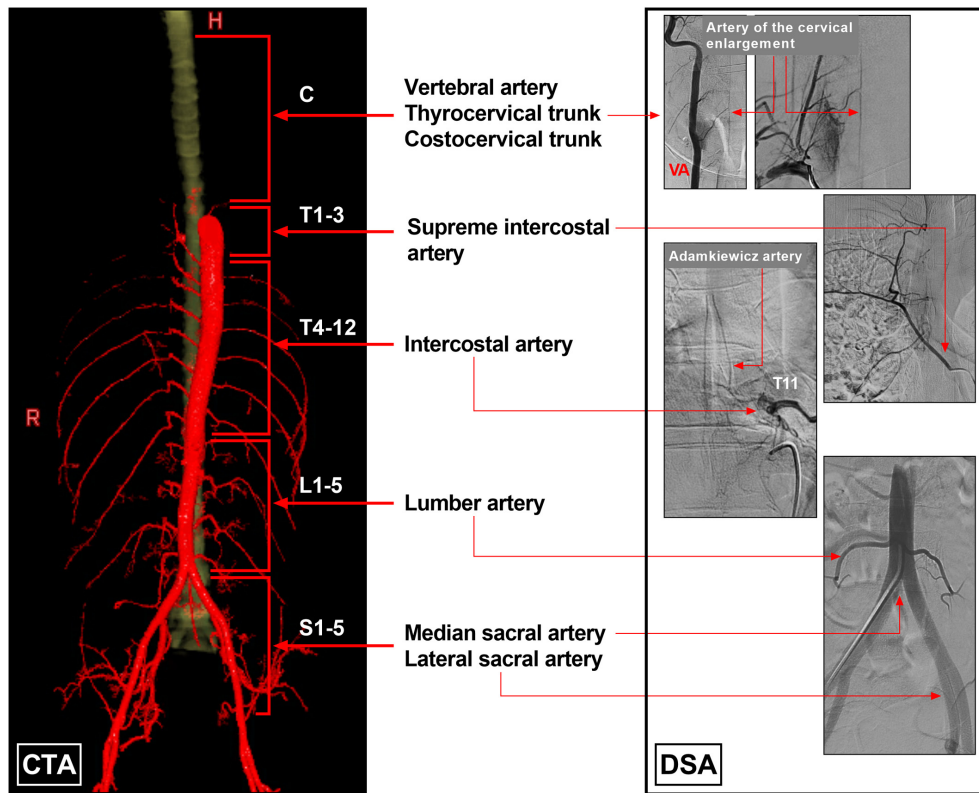 H
C
T1-3
T4-12
R
L1-5
S1-5
CTA
Vertebral artery
Thyrocervical trunk
Costocervical trunk
Supreme intercostal
artery
Intercostal artery
Lumber artery
Median sacral artery
Lateral sacral artery
Artery of the cervical
enlargement
VA
Adamkiewicz artery
T11
DSA